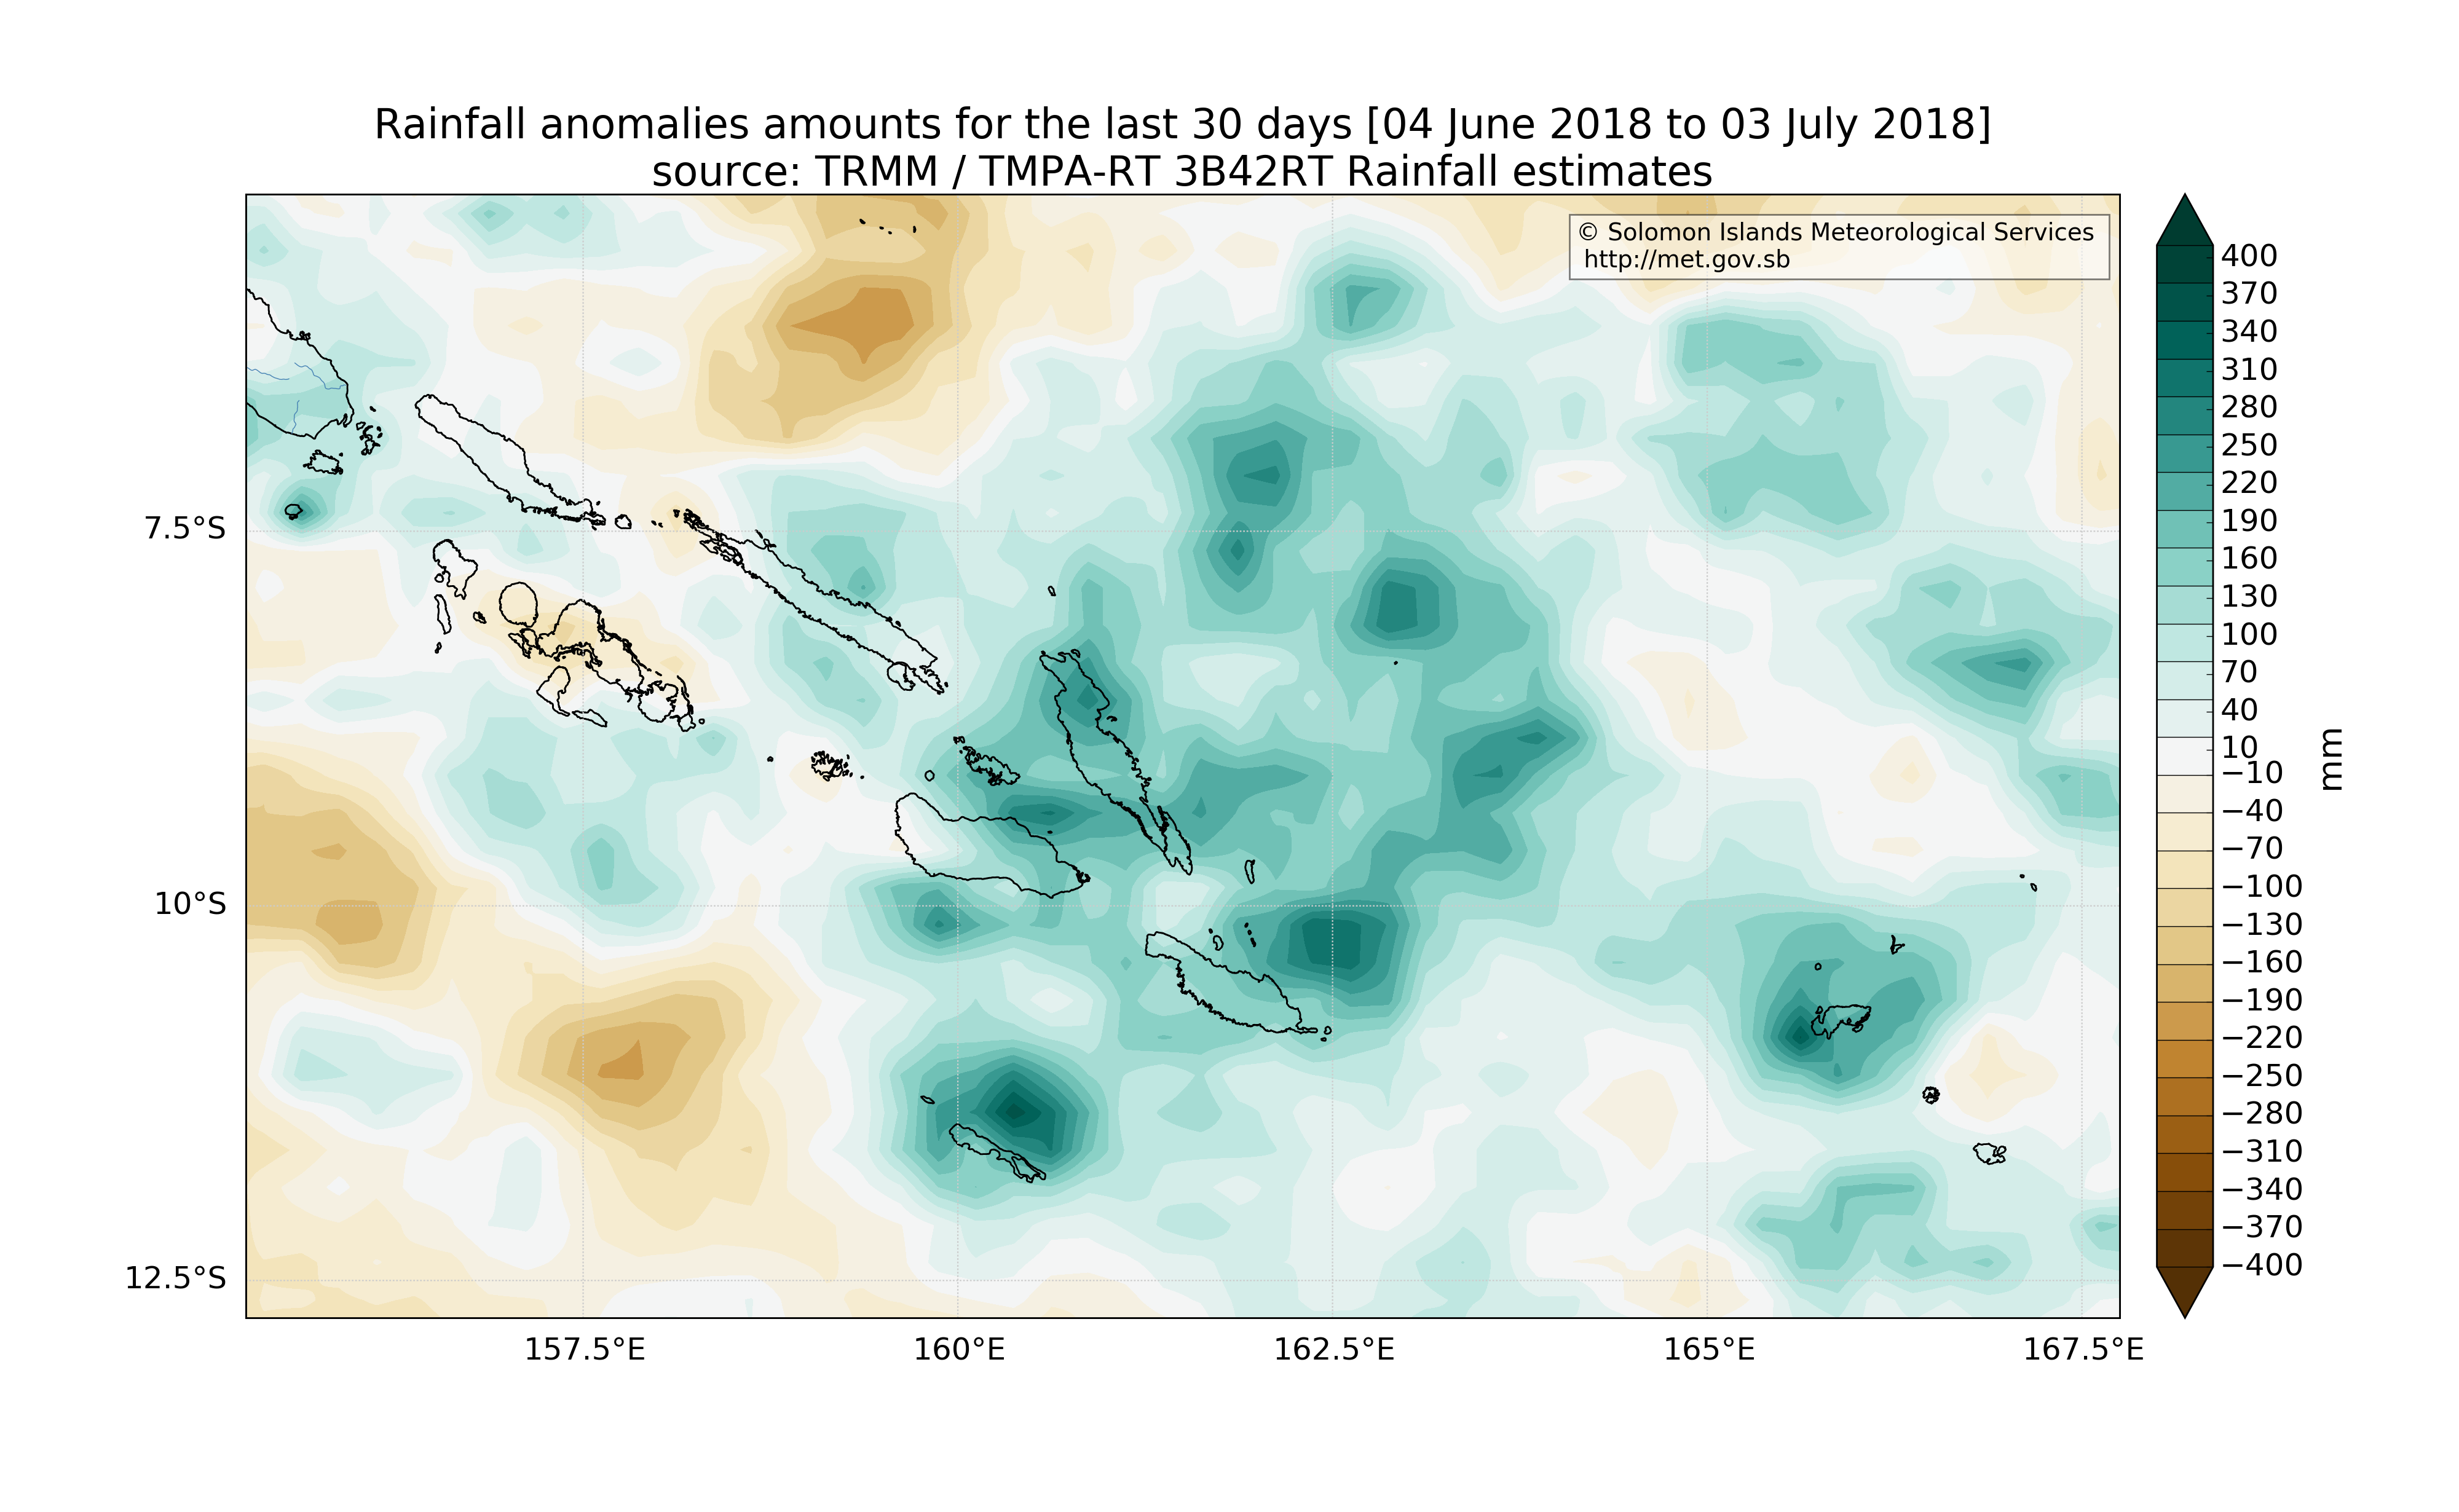 Rainfall anomalies amounts for the last 30 days [04 June 2018 to 03 July 2018]
source: TRMM / TMPA-RT 3B42RT Rainfall estimates
© Solomon Islands Meteorological Services
http://met.gov.sb
7.5°S
10°S
12.5°S
157.5°E
160°E
162.5°E
165°E
167.5°E
400
370
340
310
280
250
220
190
160
130
100
70
40
10
−10
−40
−70
−100
−130
−160
−190
−220
−250
−280
−310
−340
−370
−400
mm